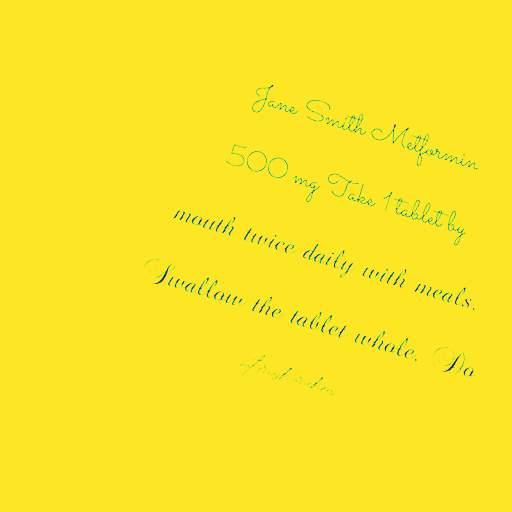 Jane Smith Metformin
500 mg Take 1 tablet by
mouth twice daily with meals.
Swallow the tablet whole. Do